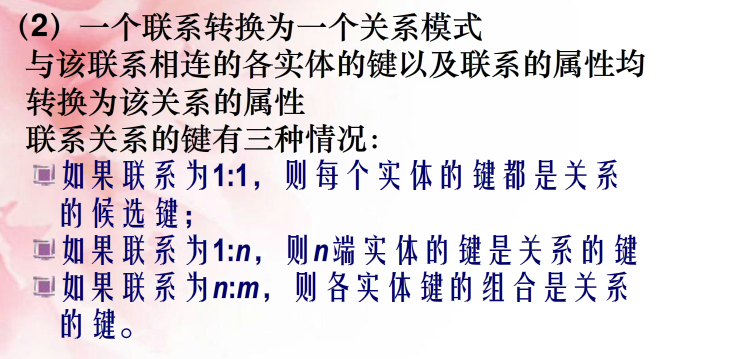 （2）一个联系转换为一个关系模式
与该联系相连的各实体的键以及联系的属性均
转换为该关系的属性
联系关系的键有三种情况：
如果联系为1:1，则每个实体的键都是关系
的候选键；
如果联系为1:n，则n端实体的键是关系的键
如果联系为n:m，则各实体键的组合是关系
的键。